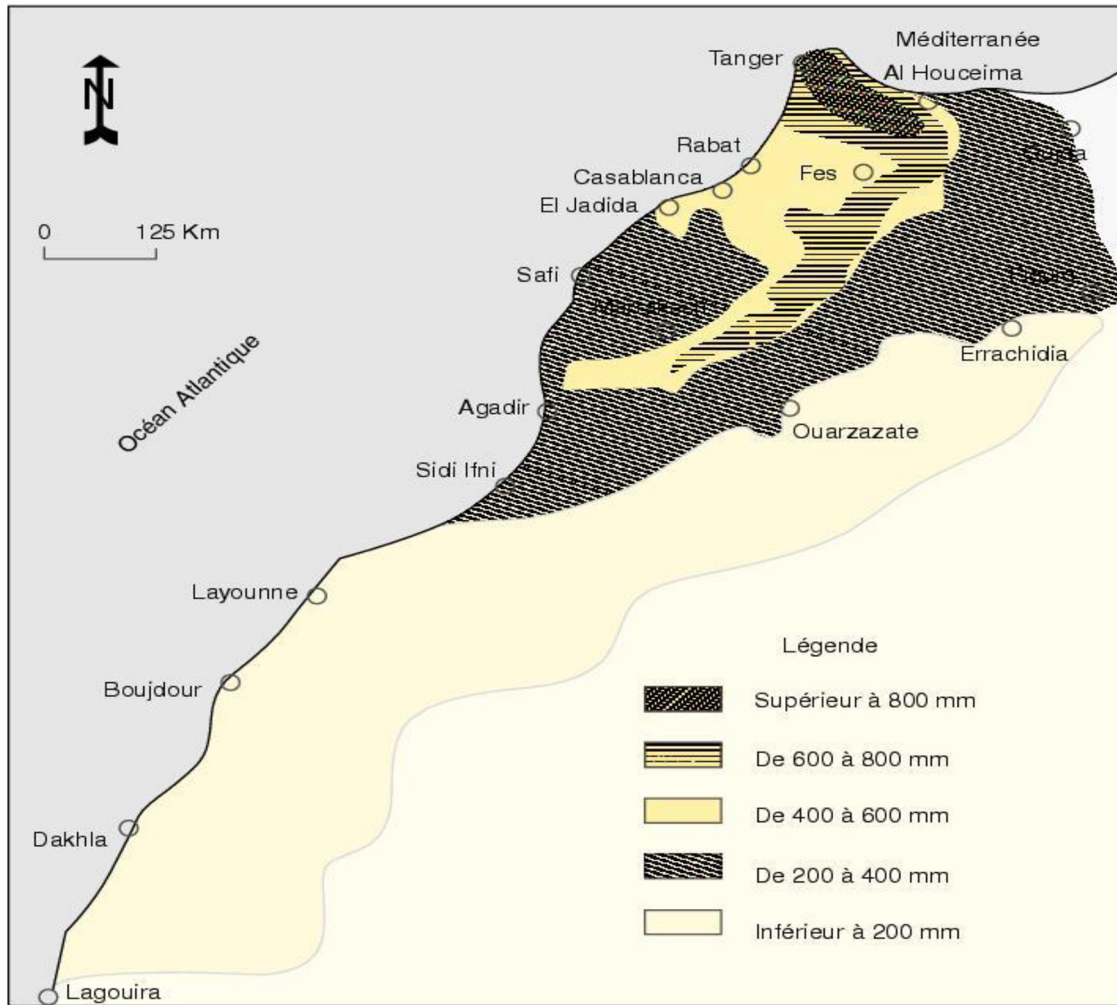 Méditerranée
Tanger
Al Houceima
N
Rabat
Fes
Casablanca
El Jadida
0 125 Km
Safi
Errachidia
Océan Atlantique
Agadir
Ouarzazate
Sidi Ifni
Layounne
Légende
Boujdour
Supérieur à 800 mm
De 600 à 800 mm
De 400 à 600 mm
Dakhla
De 200 à 400 mm
Inférieur à 200 mm
Lagouira